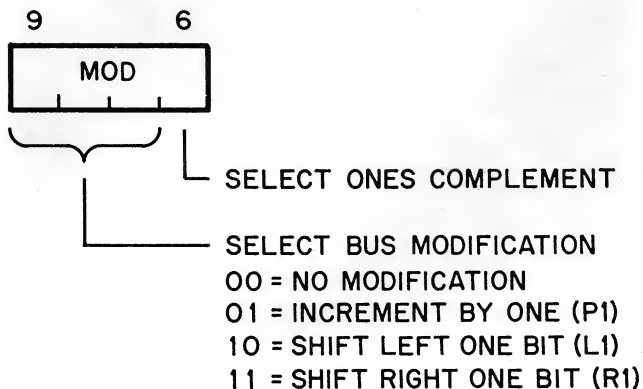 9 6
MOD
SELECT ONES COMPLEMENT
SELECT BUS MODIFICATION
00 = NO MODIFICATION
01 = INCREMENT BY ONE (P1)
10 = SHIFT LEFT ONE BIT (L1)
11 = SHIFT RIGHT ONE BIT (R1)